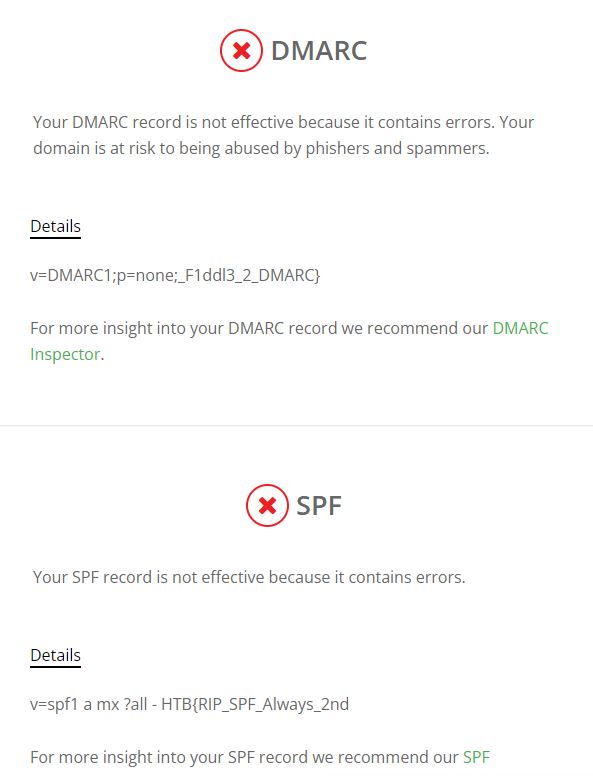 DMARC
Your DMARC record is not effective because it contains errors. Your
domain is at risk to being abused by phishers and spammers.
Details
v=DMARC1;p=none;_F1ddl3_2_DMARC}
For more insight into your DMARC record we recommend our DMARC
Inspector.
SPF
Your SPF record is not effective because it contains errors.
Details
v=spf1 a mx ?all - HTB{RIP_SPF_Always_2nd
For more insight into your SPF record we recommend our SPF